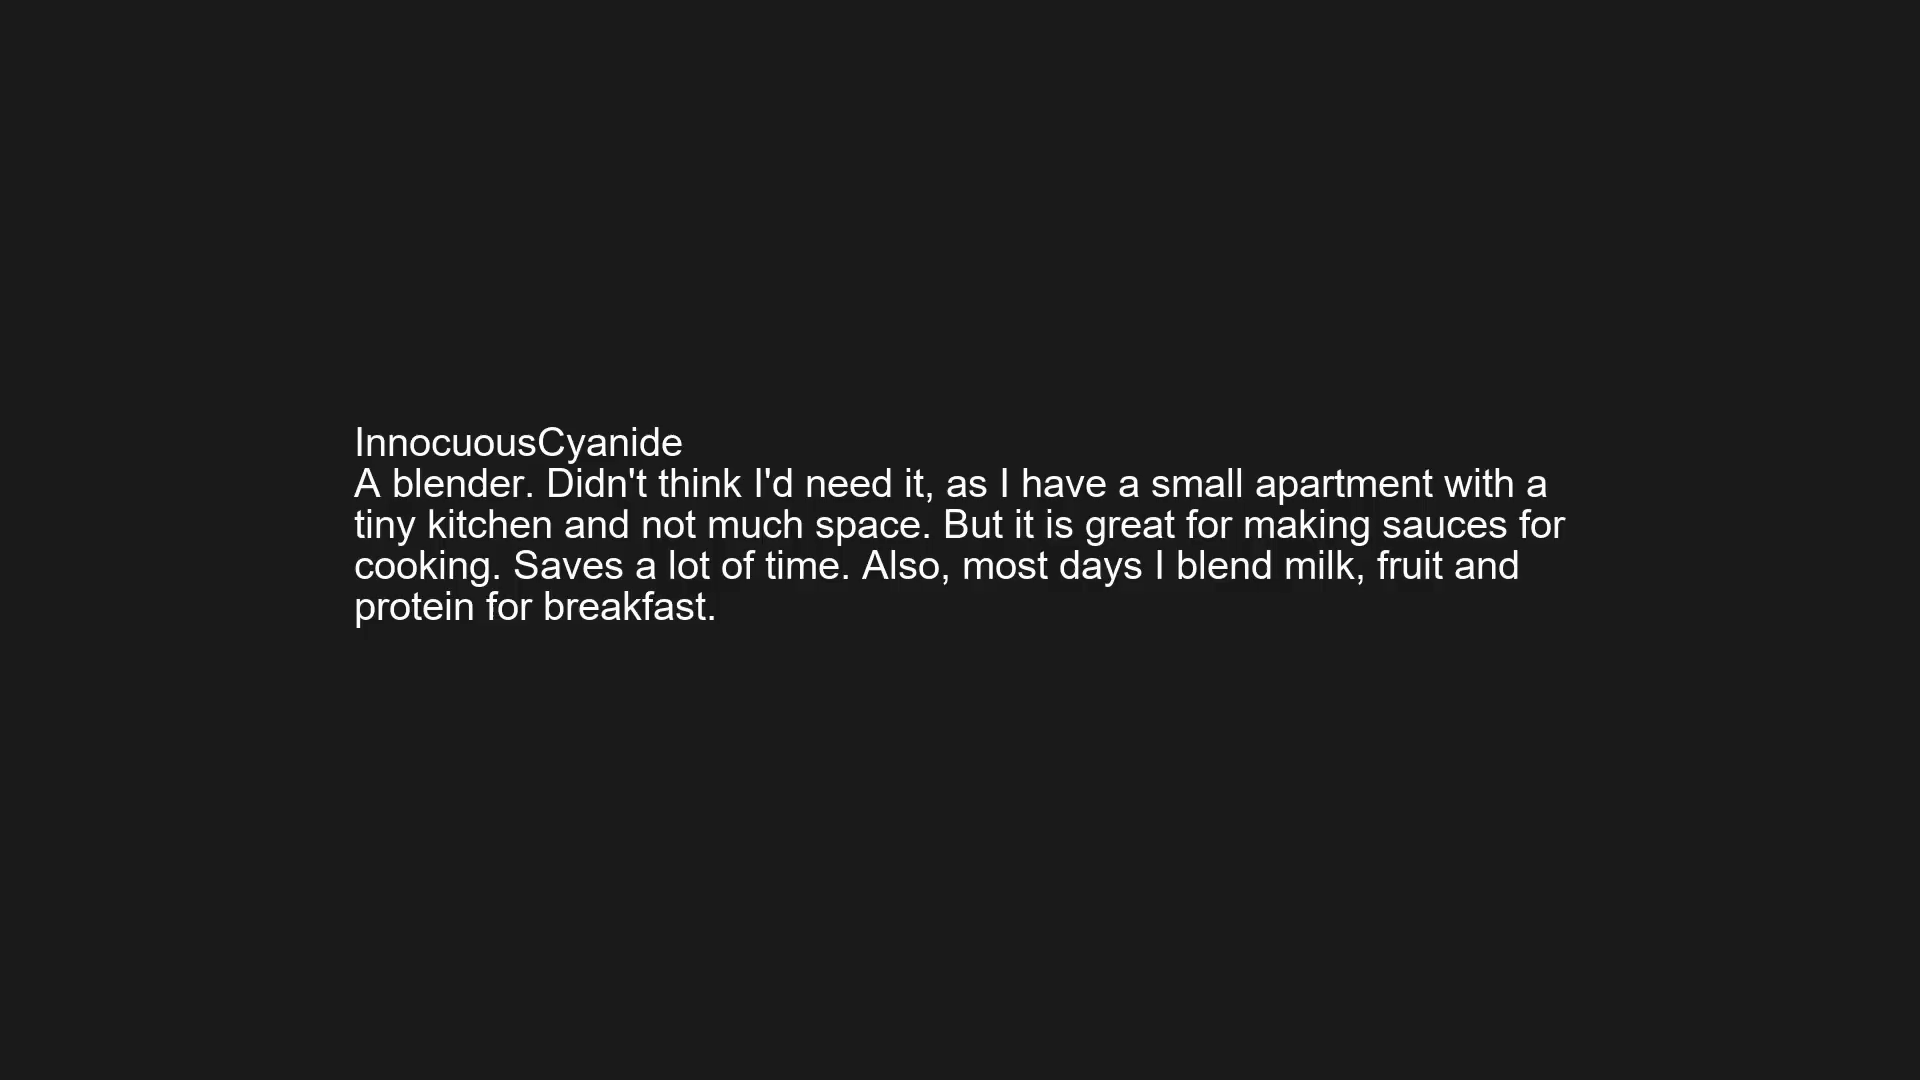 InnocuousCyanide
A blender. Didn't think I'd need it, as I have a small apartment with a
tiny kitchen and not much space. But it is great for making sauces for
cooking. Saves a lot of time. Also, most days I blend milk, fruit and
protein for breakfast.